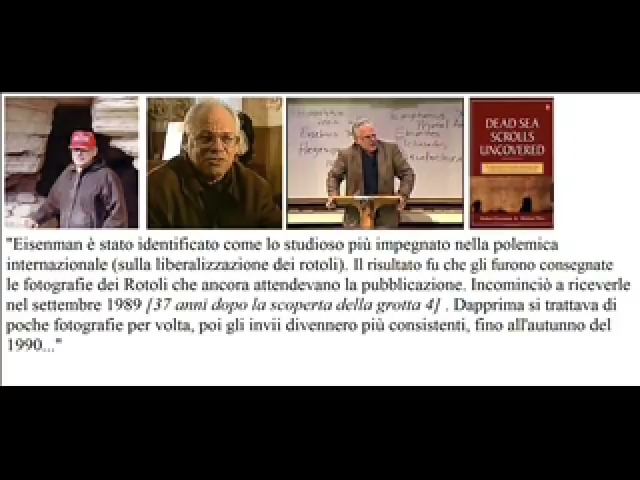 DEAD SEA
SCROLLS
UNCOVERED
"Eisenman è stato identificato come lo studioso più impegnato nella polemica
internazionale (sulla liberalizzazione dei rotoli). Il risultato fu che gli furono consegnate
le fotografie dei Rotoli che ancora attendevano la pubblicazione. Incominciò a riceverle
nel settembre 1989 [37 anni dopo la scoperta della grotta 4] . Dapprima si trattava di
poche fotografie per volta, poi gli invii divennero più consistenti, fino all'autunno del
1990..."